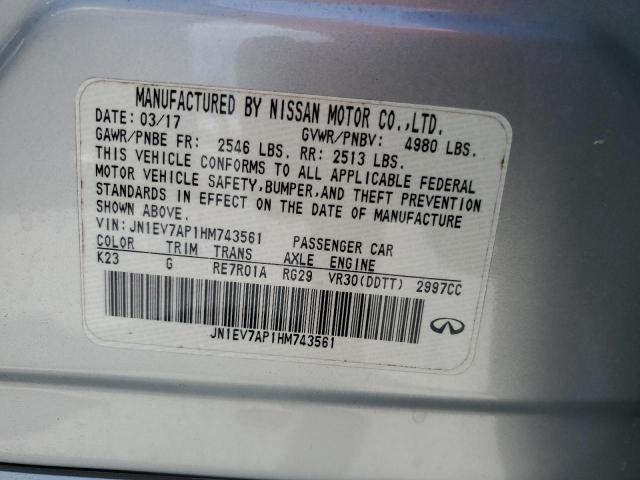 MANUFACTURED BY NISSAN MOTOR CO.,LTD.
DATE: 03/17 GVWR/PNBV: 4980 LBS.
GAWR/PNBE FR: 2546 LBS. RR: 2513 LBS.
THIS VEHICLE CONFORMS TO ALL APPLICABLE FEDERAL
MOTOR VEHICLE SAFETY,BUMPER,AND THEFT PREVENTION
STANDARDS IN EFFECT ON THE DATE OF MANUFACTURE
SHOWN ABOVE.
VIN: JN1EV7AP1HM743561 PASSENGER CAR
COLOR TRIM TRANS AXLE ENGINE
K23 G RE7R01A RG29 VR30(DDTT) 2997CC
JN1EV7AP1HM743561